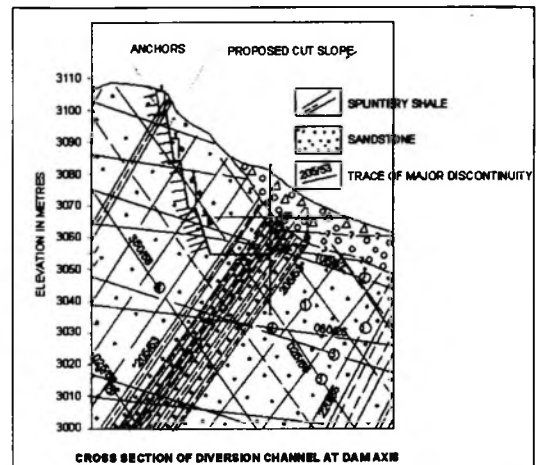 ANCHORS
PROPOSED CUT SLOPE
SPLINTERY SHALE
SANDSTONE
205/53
TRACE OF MAJOR DISCONTINUITY
ELEVATION IN METRES
3110
3100
3090
3080
3070
3060
3050
3040
3030
3020
3010
3000
CROSS SECTION OF DIVERSION CHANNEL AT DAM AXIS